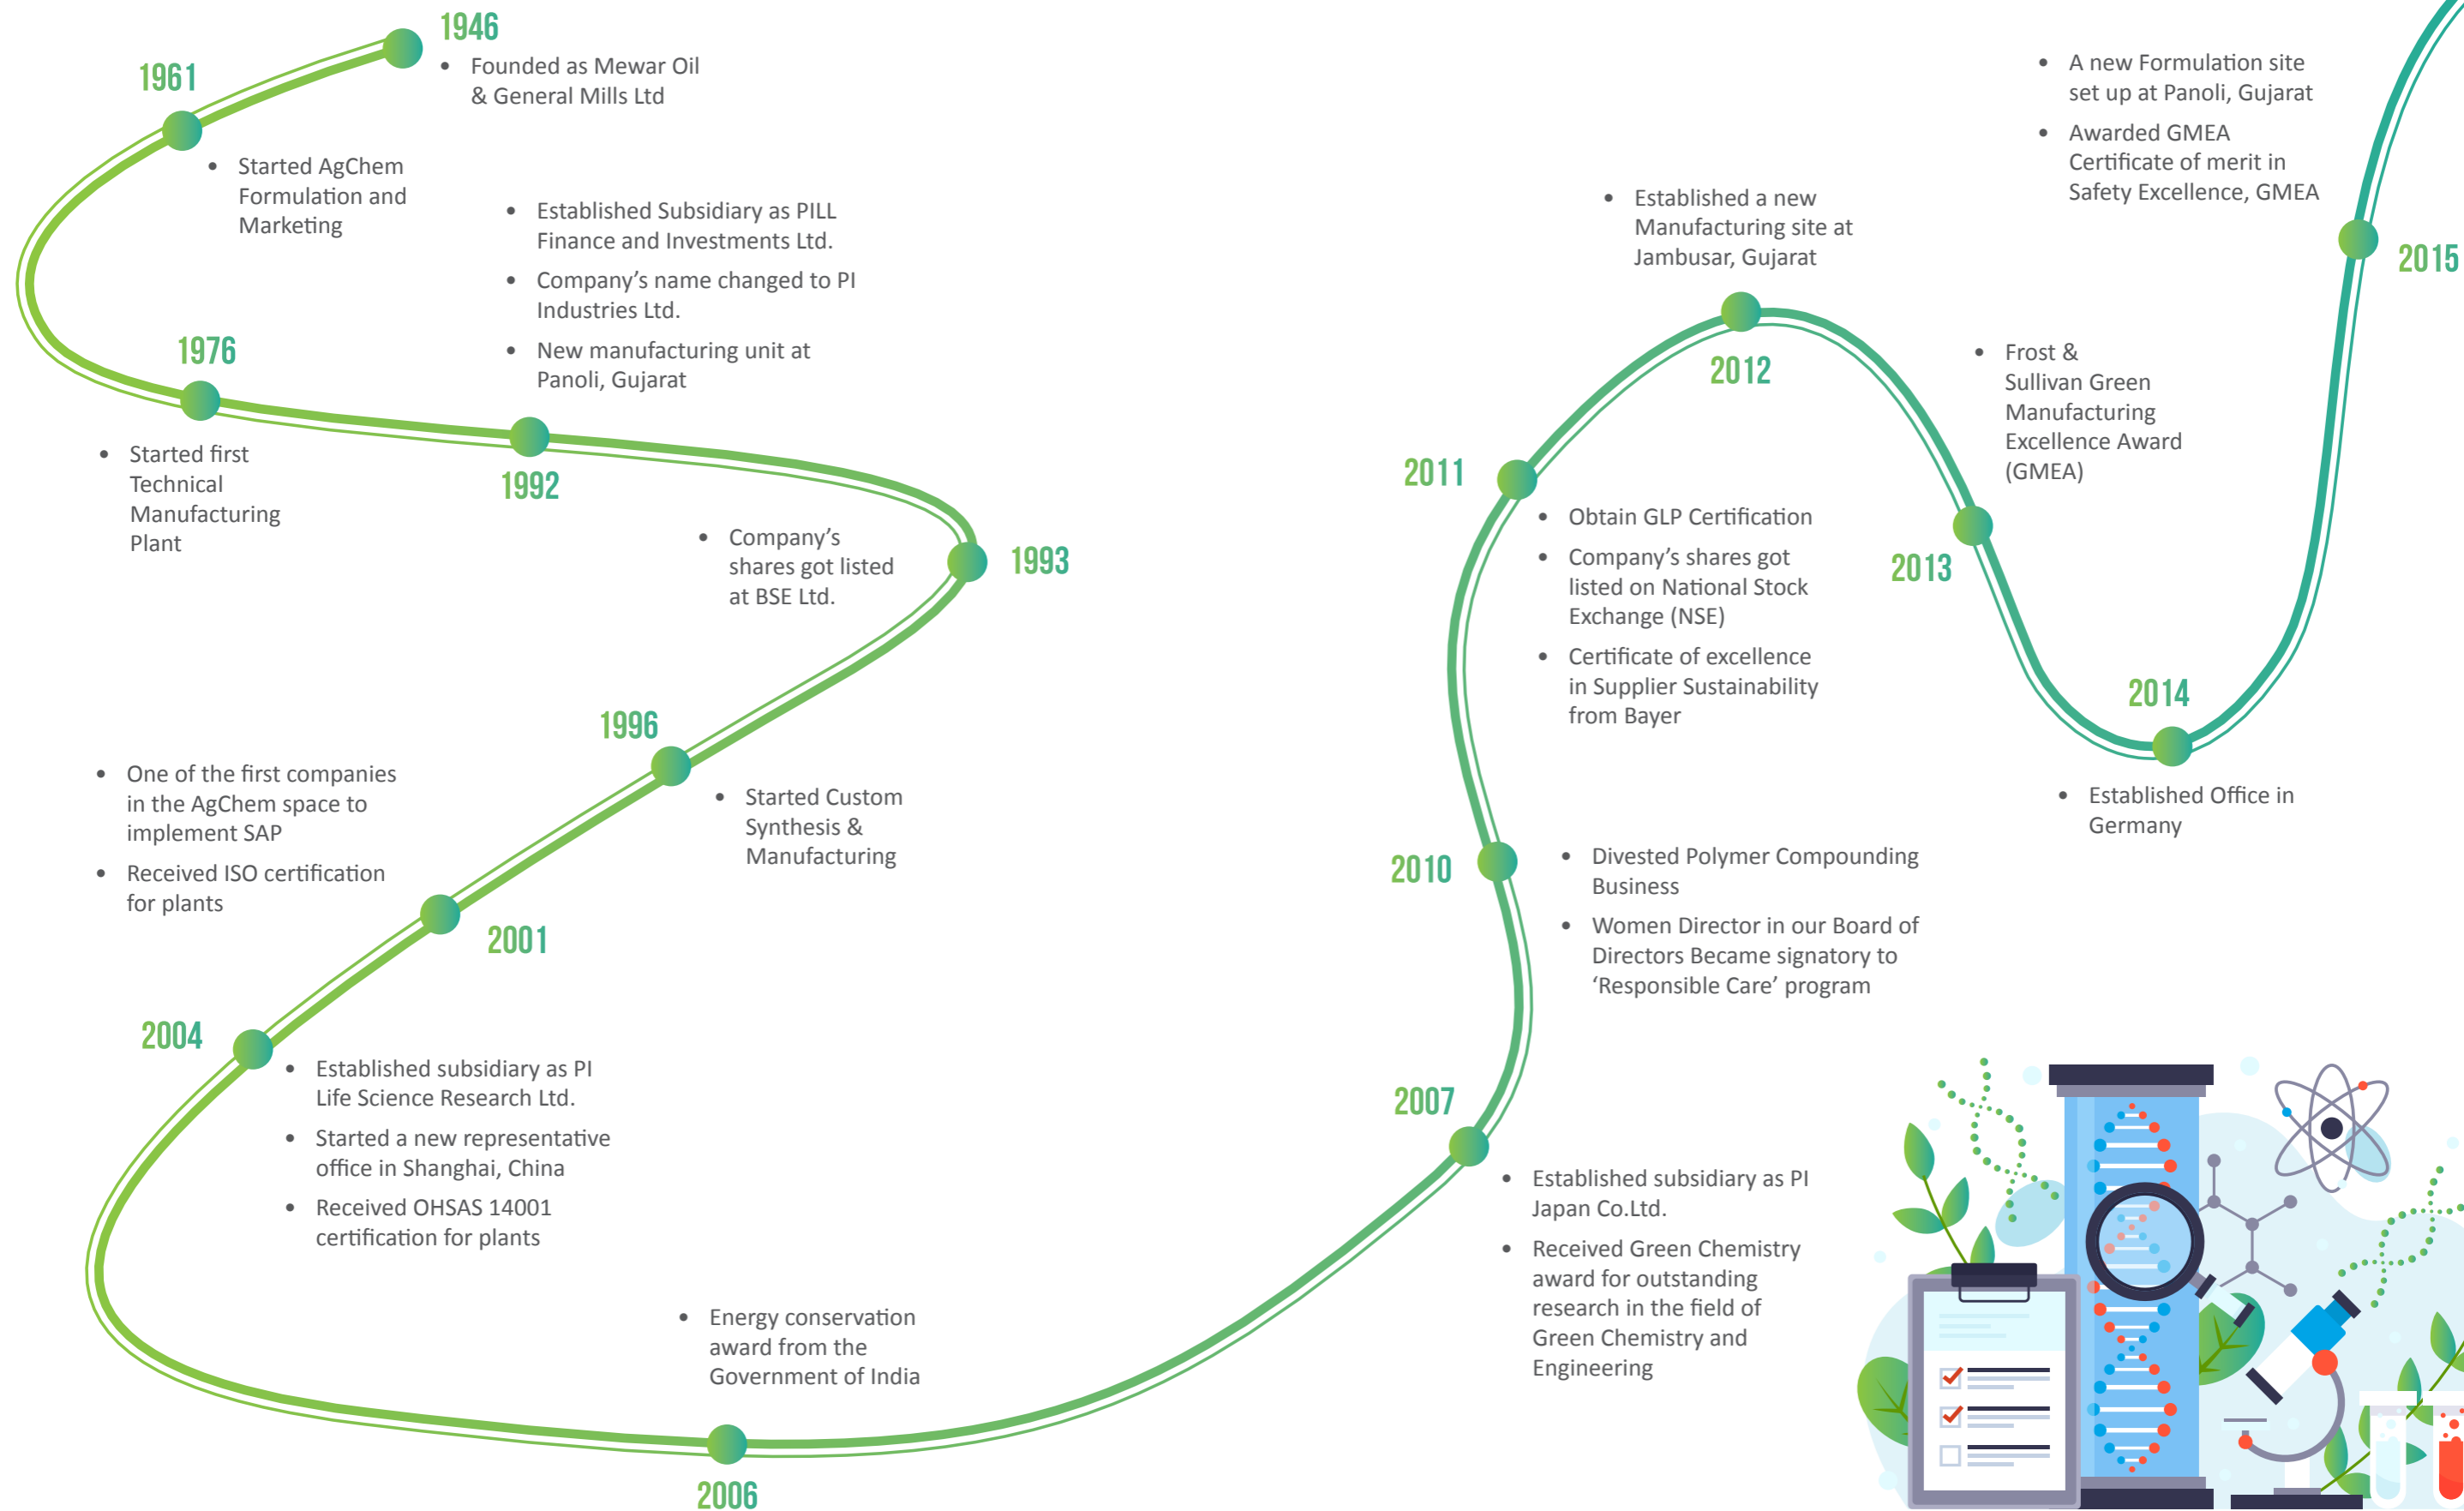 1946
• Founded as Mewar Oil
& General Mills Ltd
1961
• Started AgChem
Formulation and
Marketing
1976
• Started first
Technical
Manufacturing
Plant
1992
• Established Subsidiary as PILL
Finance and Investments Ltd.
• Company’s name changed to PI
Industries Ltd.
• New manufacturing unit at
Panoli, Gujarat
1993
• Company’s
shares got listed
at BSE Ltd.
1996
• Started Custom
Synthesis &
Manufacturing
2001
• One of the first companies
in the AgChem space to
implement SAP
• Received ISO certification
for plants
2004
• Established subsidiary as PI
Life Science Research Ltd.
• Started a new representative
office in Shanghai, China
• Received OHSAS 14001
certification for plants
2006
• Energy conservation
award from the
Government of India
2007
• Established subsidiary as PI
Japan Co.Ltd.
• Received Green Chemistry
award for outstanding
research in the field of
Green Chemistry and
Engineering
2010
• Divested Polymer Compounding
Business
• Women Director in our Board of
Directors Became signatory to
‘Responsible Care’ program
2011
• Obtain GLP Certification
• Company’s shares got
listed on National Stock
Exchange (NSE)
• Certificate of excellence
in Supplier Sustainability
from Bayer
2012
• Established a new
Manufacturing site at
Jambusar, Gujarat
2013
• Frost &
Sullivan Green
Manufacturing
Excellence Award
(GMEA)
2014
• Established Office in
Germany
2015
• A new Formulation site
set up at Panoli, Gujarat
• Awarded GMEA
Certificate of merit in
Safety Excellence, GMEA